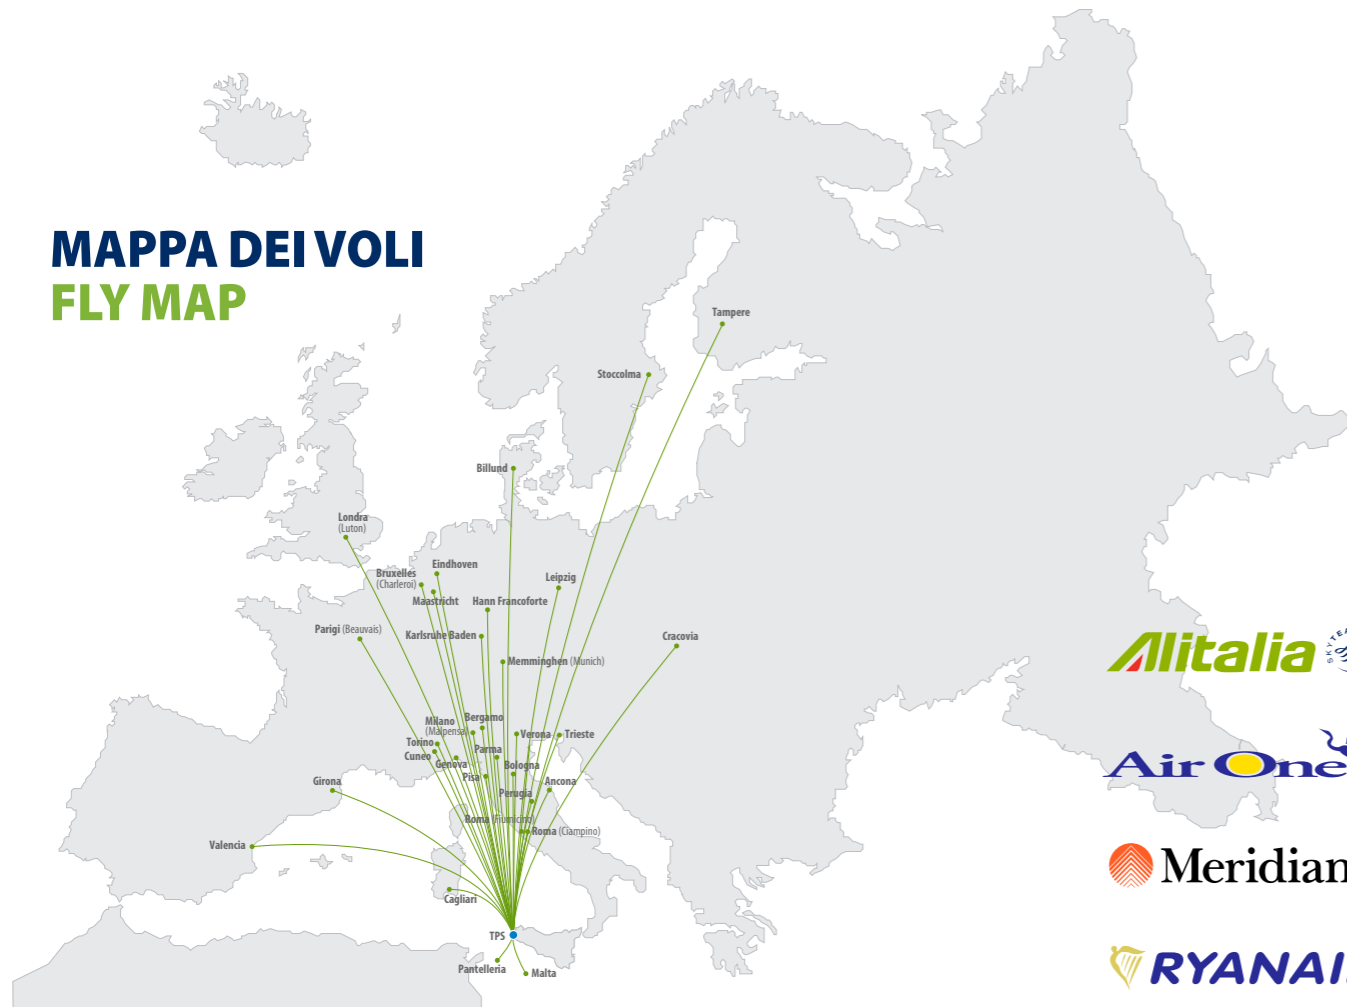 MAPPA DEI VOLI
FLY MAP
Tampere
Stoccolma
Billund
Londra
(Luton)
Eindhoven
Bruxelles
(Charleroi)
Leipzig
Maastricht
Hann Francoforte
Parigi (Beauvais)
Karlsruhe Baden
Cracovia
Memminghen (Munich)
Bergamo
Milano
(Malpensa)
Verona
Trieste
Torino
Cuneo
Parma
Genova
Bologna
Pisa
Girona
Ancona
Perugia
Roma (Fiumicino)
Roma (Ciampino)
Valencia
Cagliari
TPS
Pantelleria
Malta
Alitalia
SKYTE
Air One
Meridian
RYANAI